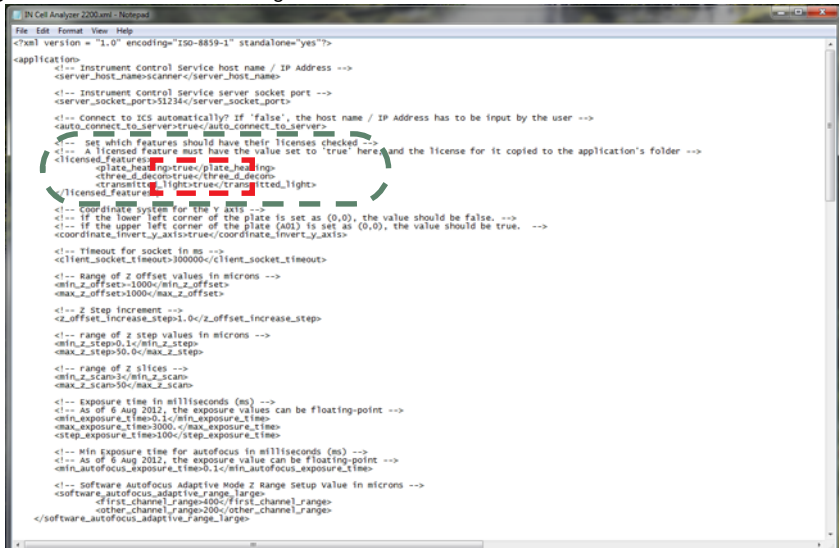 IN Cell Analyzer 2200.xml - Notepad
File Edit Format View Help
<?xml version = "1.0" encoding="ISO-8859-1" standalone="yes"?>
<application>
<!-- Instrument Control Service host name / IP Address -->
<server_host_name>scanner</server_host_name>
<!-- Instrument Control Service server socket port -->
<server_socket_port>51234</server_socket_port>
<!-- Connect to ICS automatically? If 'false', the host name / IP Address has to be input by the user -->
<auto_connect_to_server>true</auto_connect_to_server>
<!-- Set which features should have their licenses checked -->
<!-- A licensed feature must have the value set to 'true' here, and the license for it copied to the application's folder -->
<licensed_features>
<plate_heating>true</plate_heating>
<three_d_decon>true</three_d_decon>
<transmitted_light>true</transmitted_light>
</licensed_features>
<!-- Coordinate system for the Y axis -->
<!-- if the lower left corner of the plate is set as (0,0), the value should be false. -->
<!-- if the upper left corner of the plate (A01) is set as (0,0), the value should be true. -->
<coordinate_invert_y_axis>true</coordinate_invert_y_axis>
<!-- Timeout for socket in ms -->
<client_socket_timeout>300000</client_socket_timeout>
<!-- Range of Z Offset values in microns -->
<min_z_offset>-1000</min_z_offset>
<max_z_offset>1000</max_z_offset>
<!-- Z Step increment -->
<z_offset_increase_step>1.0</z_offset_increase_step>
<!-- range of z step values in microns -->
<min_z_step>0.1</min_z_step>
<max_z_step>50.0</max_z_step>
<!-- range of Z slices -->
<min_z_scan>3</min_z_scan>
<max_z_scan>50</max_z_scan>
<!-- Exposure time in milliseconds (ms) -->
<!-- As of 6 Aug 2012, the exposure values can be floating-point -->
<min_exposure_time>0.1</min_exposure_time>
<max_exposure_time>3000.</max_exposure_time>
<step_exposure_time>100</step_exposure_time>
<!-- Min Exposure time for autofocus in milliseconds (ms) -->
<!-- As of 6 Aug 2012, the exposure value can be floating-point -->
<min_autofocus_exposure_time>0.1</min_autofocus_exposure_time>
<!-- Software Autofocus Adaptive Mode Z Range Setup Value in microns -->
<software_autofocus_adaptive_range_large>
<first_channel_range>400</first_channel_range>
<other_channel_range>200</other_channel_range>
</software_autofocus_adaptive_range_large>